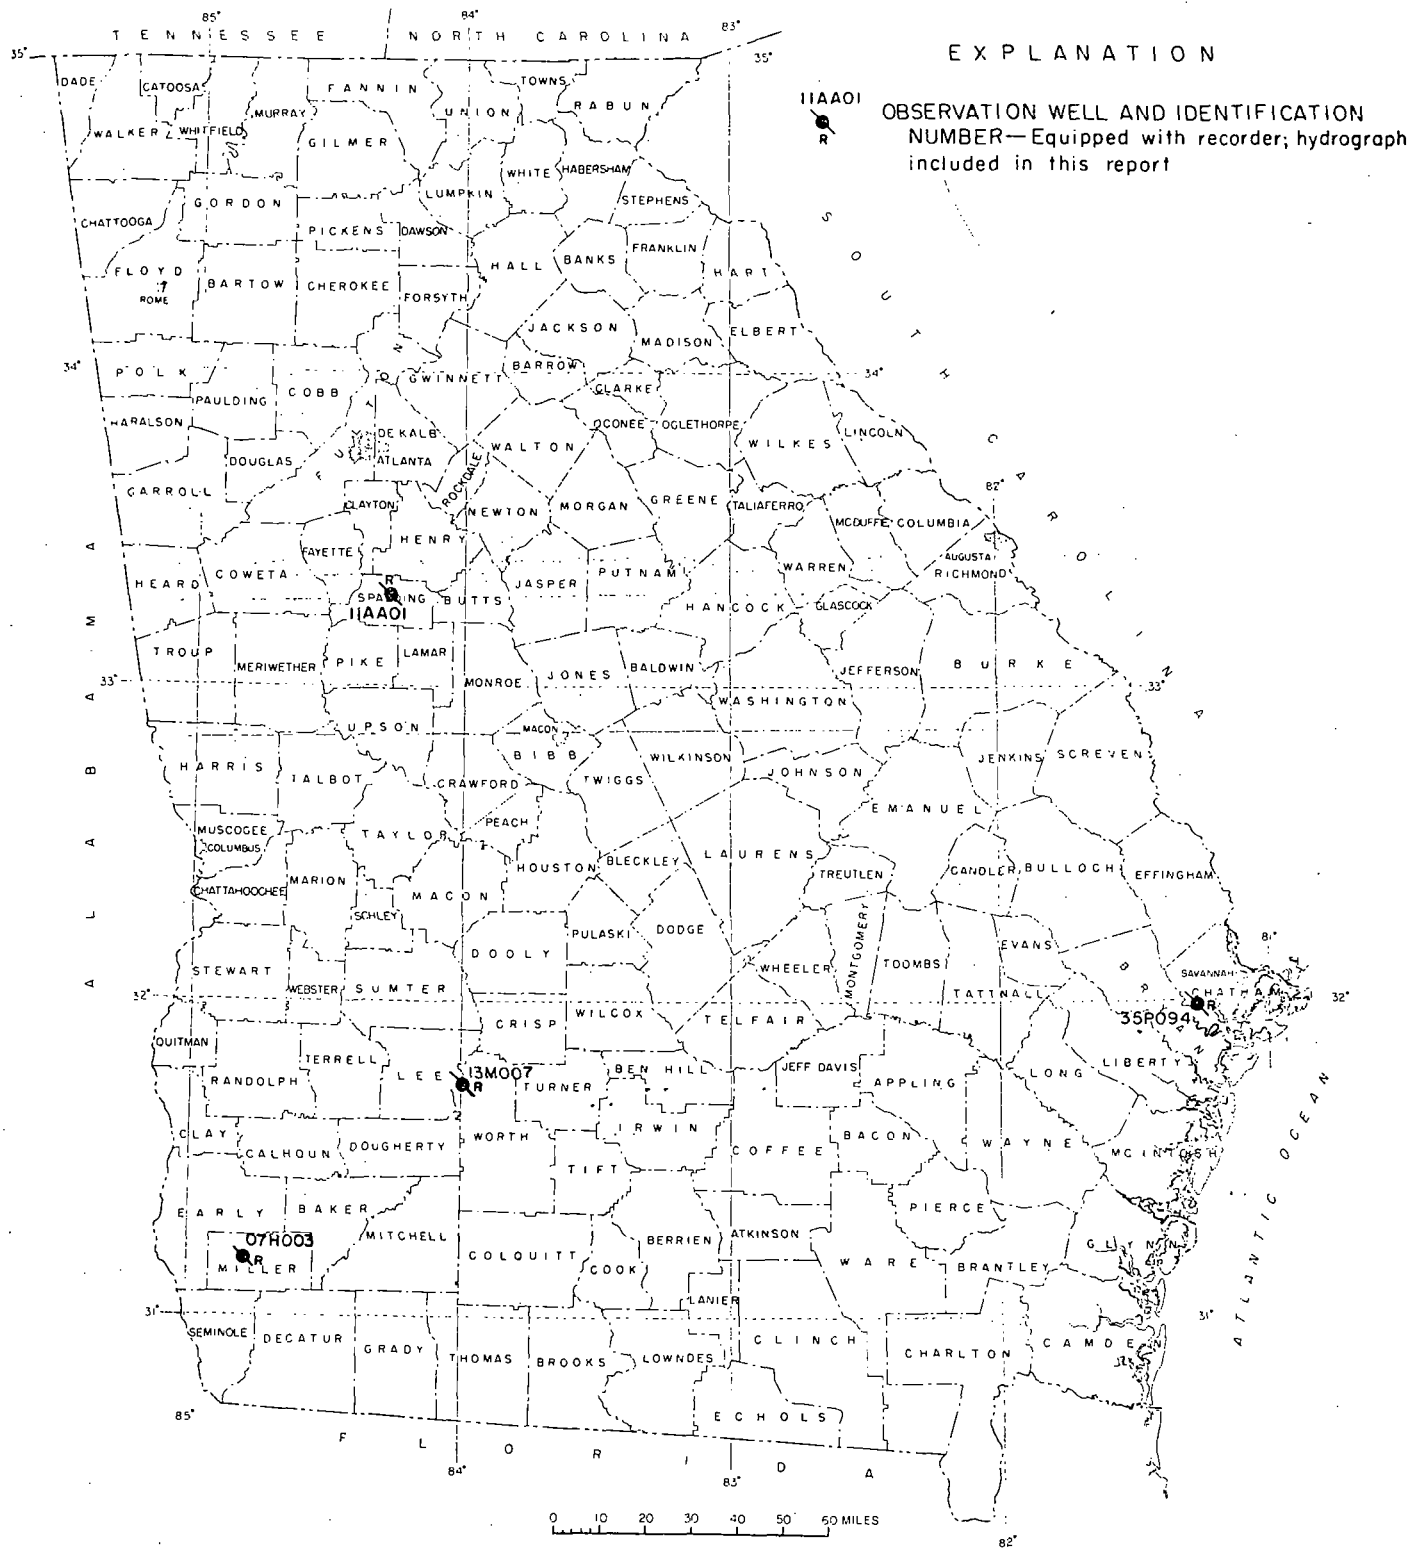 85° 84° 83°
TENNESSEE NORTH CAROLINA
35° 35°
EXPLANATION
11AA01
R
OBSERVATION WELL AND IDENTIFICATION
NUMBER—Equipped with recorder; hydrograph
included in this report
DADE CATOOSA FANNIN TOWNS
MURRAY UNION RABUN
WALKER WHITFIELD GILMER
WHITE HABERSHAM
LUMPKIN STEPHENS
CHATTOOGA GORDON
PICKENS DAWSON
FRANKLIN
FLOYD HALL BANKS HART
ROME BARTOW CHEROKEE FORSYTH
JACKSON MADISON ELBERT
34° 34°
POLK GWINNETT BARROW
PAULDING COBB CLARKE
HARALSON DEKALB OCONEE OGLETHORPE LINCOLN
DOUGLAS FULTON ATLANTA WALTON WILKES
CARROLL ROCKDALE
CLAYTON NEWTON MORGAN GREENE TALIAFERRO
82°
MCDUFFE COLUMBIA
FAYETTE HENRY AUGUSTA
HEARD COWETA JASPER PUTNAM WARREN RICHMOND
R
SPALDING BUTTS HANCOCK GLASCOCK
11AA01
TROUP MERIWETHER PIKE LAMAR JONES BALDWIN JEFFERSON BURKE
33° MONROE 33°
WASHINGTON
UPSON MACON
HARRIS TALBOT BIBB WILKINSON JENKINS SCREVEN
CRAWFORD TWIGGS JOHNSON
EMANUEL
MUSCOGEE TAYLOR PEACH
COLUMBUS
HOUSTON BLECKLEY LAURENS
CHATTAHOOCHEE MARION MACON TREUTLEN CANDLER BULLOCH EFFINGHAM
SCHLEY
PULASKI DODGE MONTGOMERY
81°
DOOLY EVANS
STEWART WHEELER TOOMBS SAVANNAH
WEBSTER SUMTER TATTNALL BRYAN CHATHAM
32° 32°
R
CRISP WILCOX TELFAIR 35P094
QUITMAN
TERRELL LIBERTY
RANDOLPH LEE 13M007 BEN HILL JEFF DAVIS LONG
R TURNER APPLING
CLAY WORTH IRWIN BACON
CALHOUN DOUGHERTY COFFEE WAYNE MCINTOSH
TIFT
EARLY BAKER PIERCE
MITCHELL BERRIEN ATKINSON GLYNN
07H003
R COLQUITT COOK WARE BRANTLEY
MILLER
LANIER
31° 31°
SEMINOLE DECATUR GRADY THOMAS BROOKS LOWNDES CLINCH CHARLTON CAMDEN
ECHOLS
85° 84° 83° 82°
ALABAMA
FLORIDA
SOUTH CAROLINA
ATLANTIC OCEAN
0 10 20 30 40 50 60 MILES